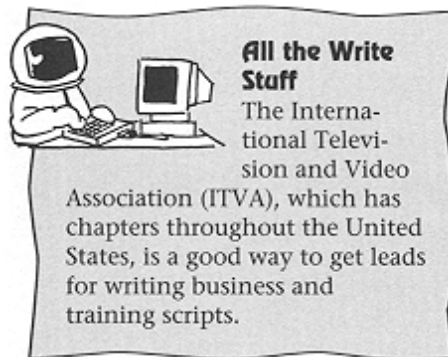 All the Write
Stuff
The Interna-
tional Televi-
sion and Video
Association (ITVA), which has
chapters throughout the United
States, is a good way to get leads
for writing business and
training scripts.